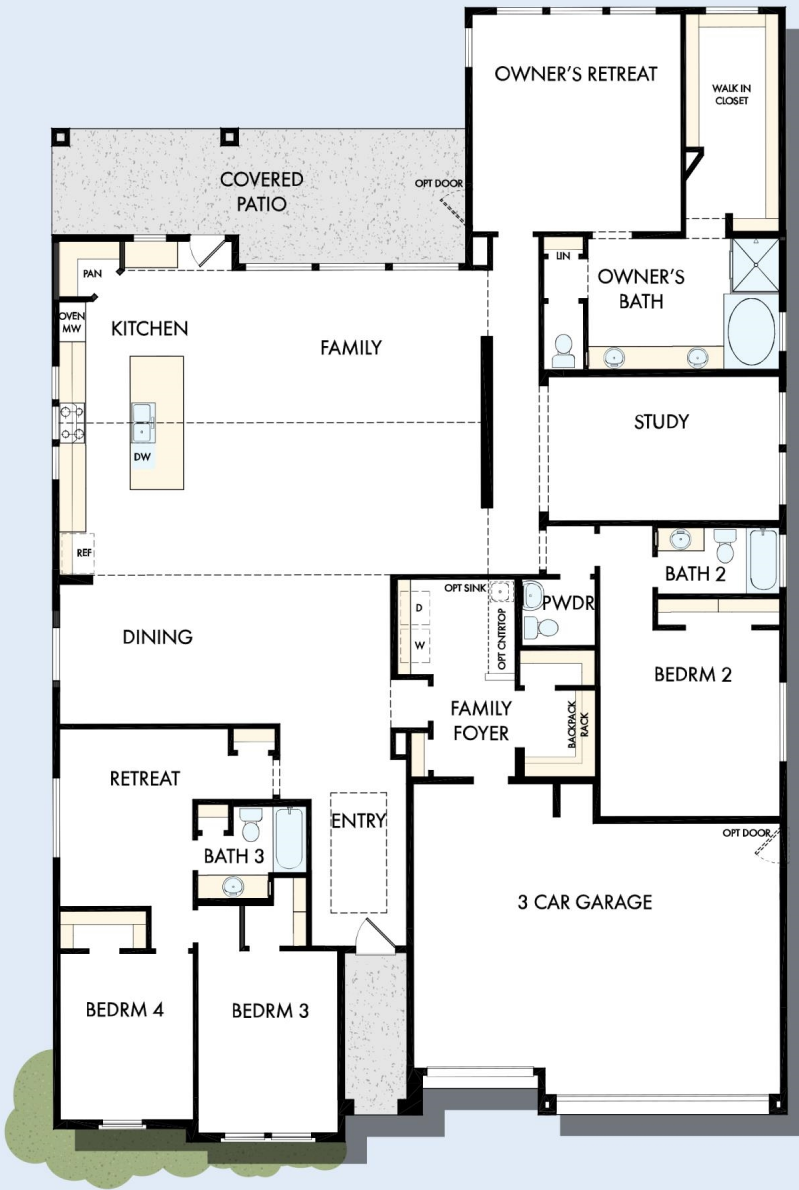 OWNER'S RETREAT
WALK IN
CLOSET
COVERED
PATIO
OPT DOOR
PAN
LIN
OWNER'S
BATH
OVEN
MW
KITCHEN
FAMILY
STUDY
DW
REF
BATH 2
OPT SINK
PWDR
D
W
OPT CNTRTOP
DINING
BEDRM 2
FAMILY
FOYER
BACKPACK
RACK
RETREAT
ENTRY
OPT DOOR
BATH 3
3 CAR GARAGE
BEDRM 4
BEDRM 3